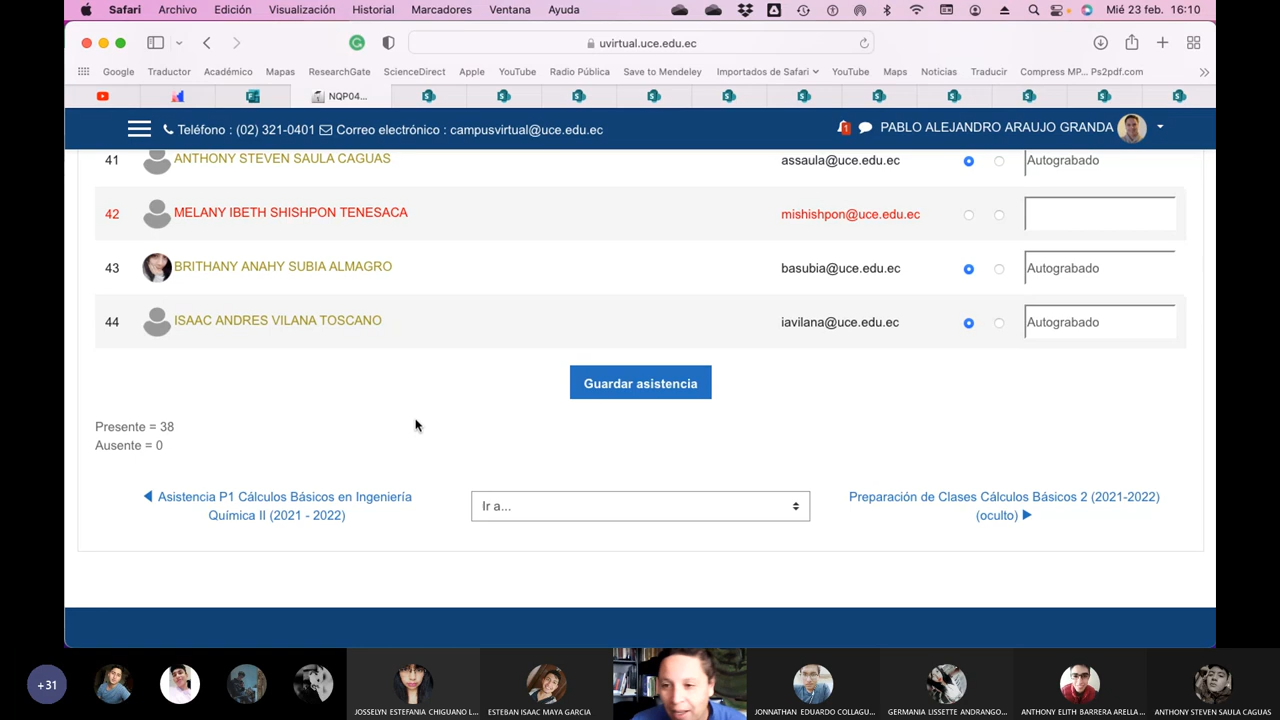 Safari Archivo Edición Visualización Historial Marcadores Ventana Ayuda Mié 23 feb. 16:10
uvirtual.uce.edu.ec
Google Traductor Académico Mapas ResearchGate ScienceDirect Apple YouTube Radio Pública Save to Mendeley Importados de Safari YouTube Maps Noticias Traducir Compress MP... Ps2pdf.com
NQP04...
Teléfono : (02) 321-0401 Correo electrónico : campusvirtual@uce.edu.ec 1 PABLO ALEJANDRO ARAUJO GRANDA
41 ANTHONY STEVEN SAULA CAGUAS assaula@uce.edu.ec Autograbado
42 MELANY IBETH SHISHPON TENESACA mishishpon@uce.edu.ec
43 BRITHANY ANAHY SUBIA ALMAGRO basubia@uce.edu.ec Autograbado
44 ISAAC ANDRES VILANA TOSCANO iavilana@uce.edu.ec Autograbado
Guardar asistencia
Presente = 38
Ausente = 0
Asistencia P1 Cálculos Básicos en Ingeniería
Química II (2021 - 2022)
Ir a...
Preparación de Clases Cálculos Básicos 2 (2021-2022)
(oculto)
+31
JOSSELYN ESTEFANIA CHIGUANO L... ESTEBAN ISAAC MAYA GARCIA JONNATHAN EDUARDO COLLAGU... GERMANIA LISSETTE ANDRANGO... ANTHONY ELITH BARRERA ARELLA... ANTHONY STEVEN SAULA CAGUAS